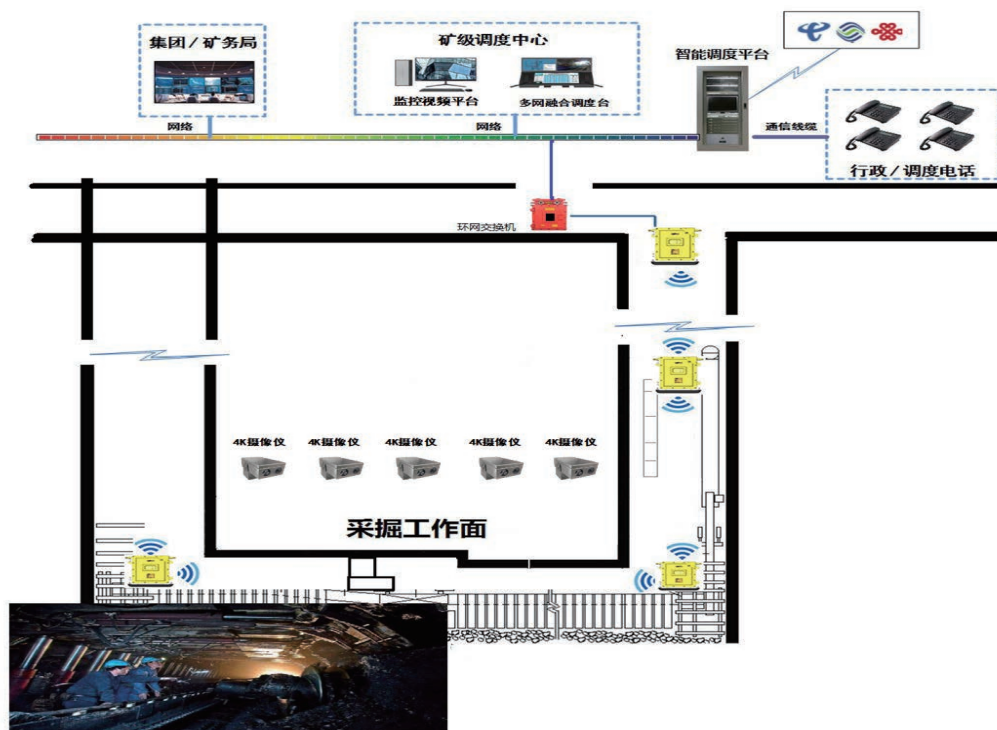 集团/矿务局
矿级调度中心
监控视频平台
多网融合调度台
智能调度平台
网络
网络
通信线缆
行政/调度电话
环网交换机
4K摄像仪
4K摄像仪
4K摄像仪
4K摄像仪
4K摄像仪
采掘工作面